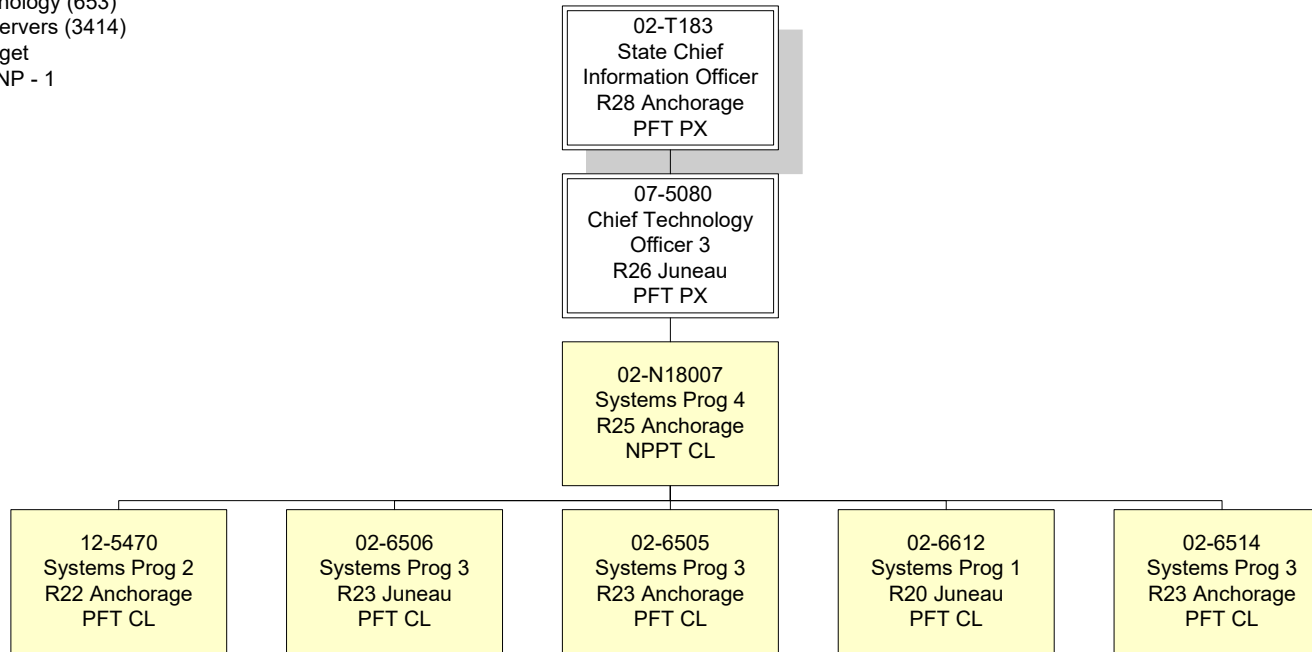 (653)
(3414)
NP - 1
02-T183
State Chief
Information Officer
R28 Anchorage
PFT PX
07-5080
Chief Technology
Officer 3
R26 Juneau
PFT PX
02-N18007
Systems Prog 4
R25 Anchorage
NPPT CL
12-5470
Systems Prog 2
R22 Anchorage
PFT CL
02-6506
Systems Prog 3
R23 Juneau
PFT CL
02-6505
Systems Prog 3
R23 Anchorage
PFT CL
02-6612
Systems Prog 1
R20 Juneau
PFT CL
02-6514
Systems Prog 3
R23 Anchorage
PFT CL